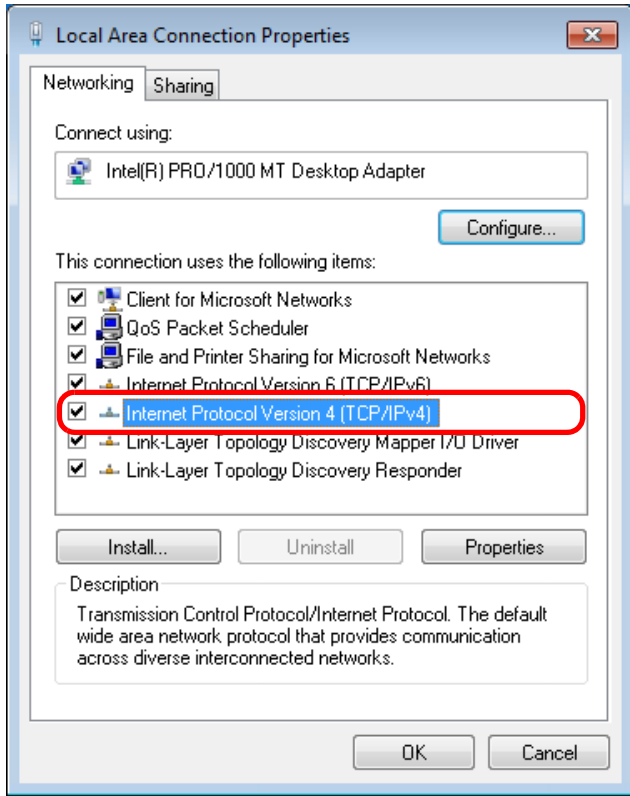 Local Area Connection Properties
Networking
Sharing
Connect using:
Intel(R) PRO/1000 MT Desktop Adapter
Configure...
This connection uses the following items:
Client for Microsoft Networks
QoS Packet Scheduler
File and Printer Sharing for Microsoft Networks
Internet Protocol Version 6 (TCP/IPv6)
Internet Protocol Version 4 (TCP/IPv4)
Link-Layer Topology Discovery Mapper I/O Driver
Link-Layer Topology Discovery Responder
Install...
Uninstall
Properties
Description
Transmission Control Protocol/Internet Protocol. The default
wide area network protocol that provides communication
across diverse interconnected networks.
OK
Cancel